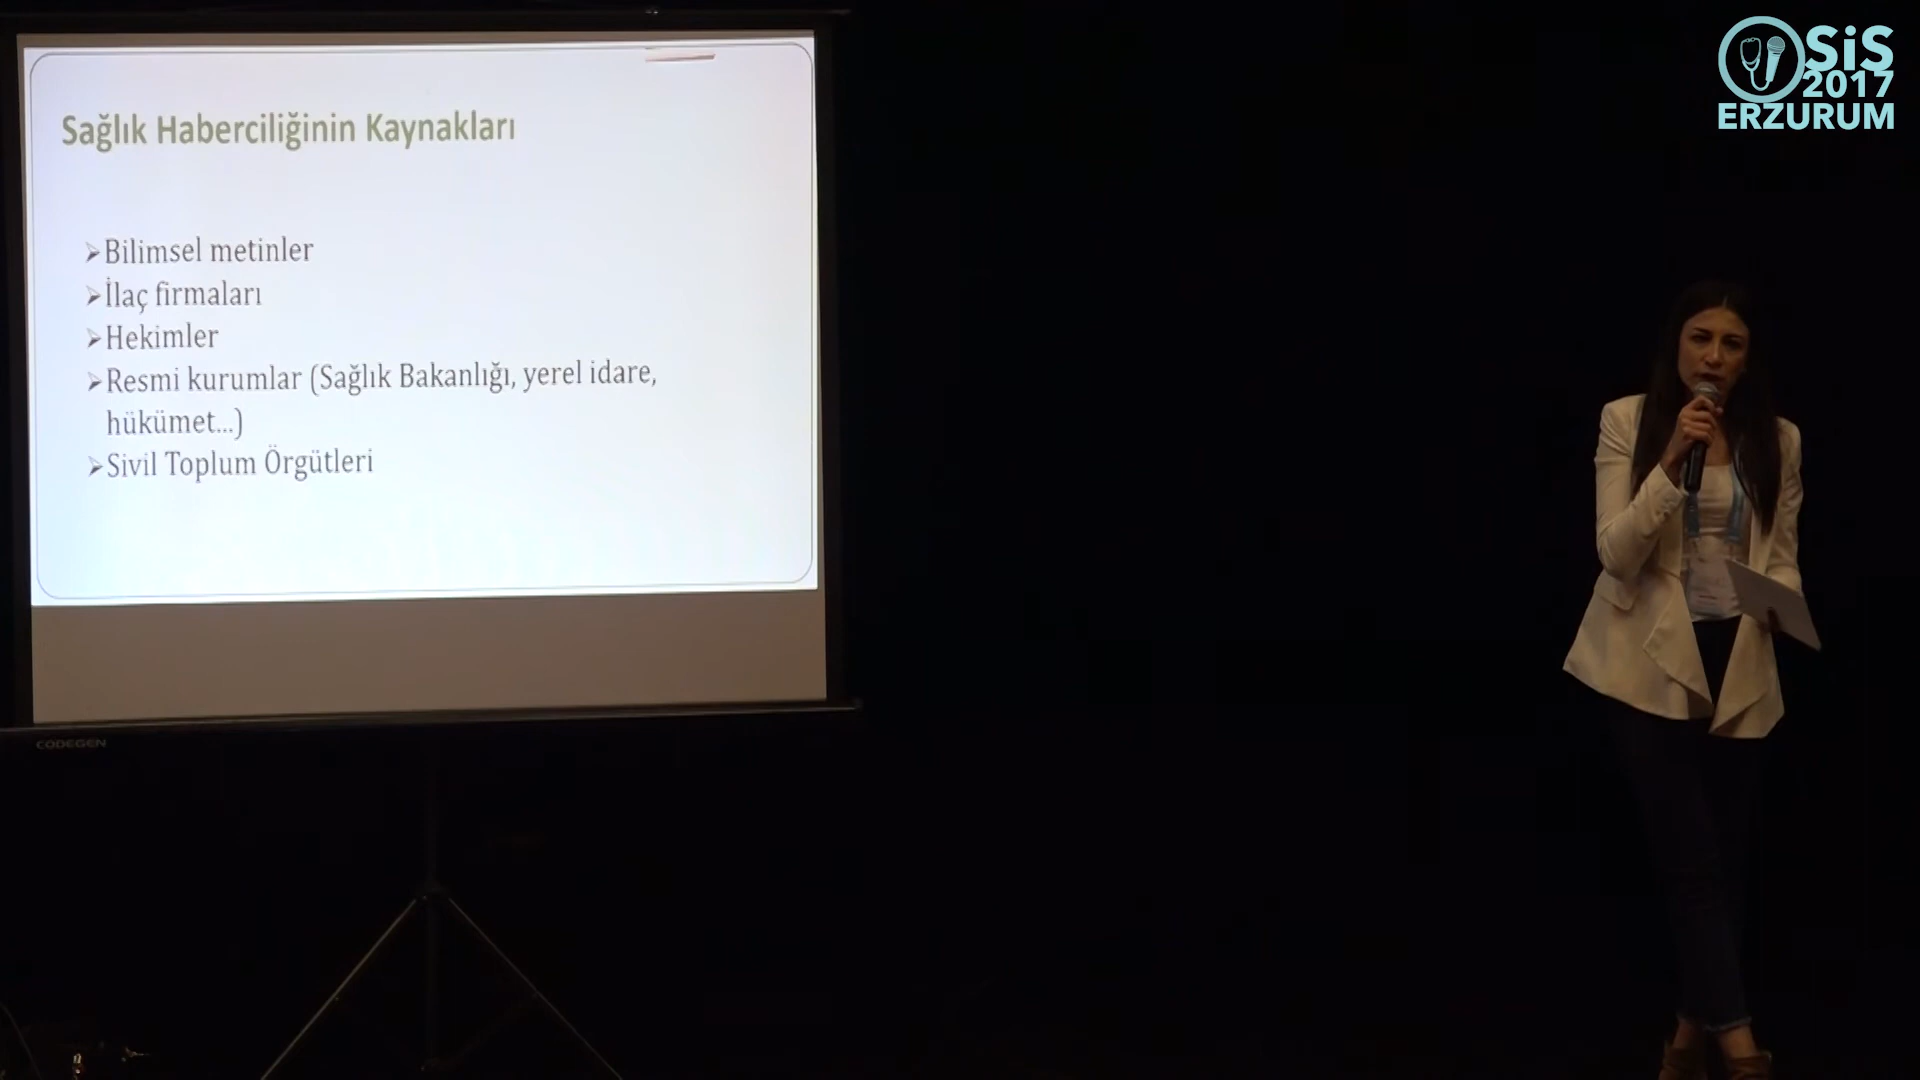 Sağlık Haberciliğinin Kaynakları
➢Bilimsel metinler
➢İlaç firmaları
➢Hekimler
➢Resmi kurumlar (Sağlık Bakanlığı, yerel idare,
hükümet...)
➢Sivil Toplum Örgütleri
CODEGEN
SiS
2017
ERZURUM